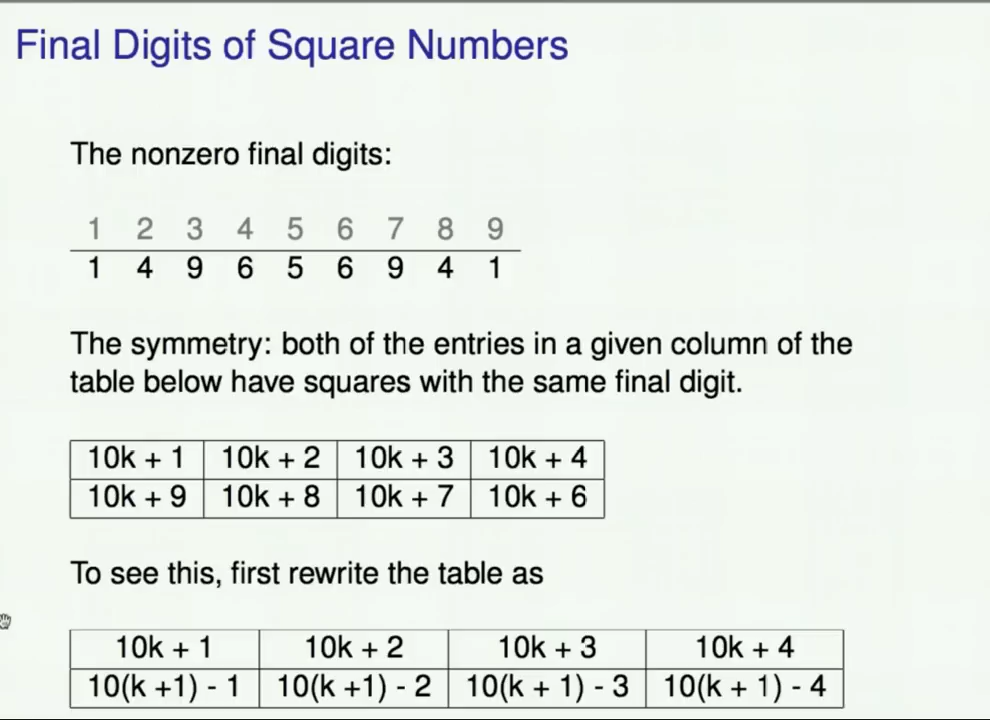 Final Digits of Square Numbers
The nonzero final digits:
1 2 3 4 5 6 7 8 9
1 4 9 6 5 6 9 4 1
The symmetry: both of the entries in a given column of the
table below have squares with the same final digit.
10k + 1 10k + 2 10k + 3 10k + 4
10k + 9 10k + 8 10k + 7 10k + 6
To see this, first rewrite the table as
10k + 1 10k + 2 10k + 3 10k + 4
10(k +1) - 1 10(k +1) - 2 10(k + 1) - 3 10(k + 1) - 4